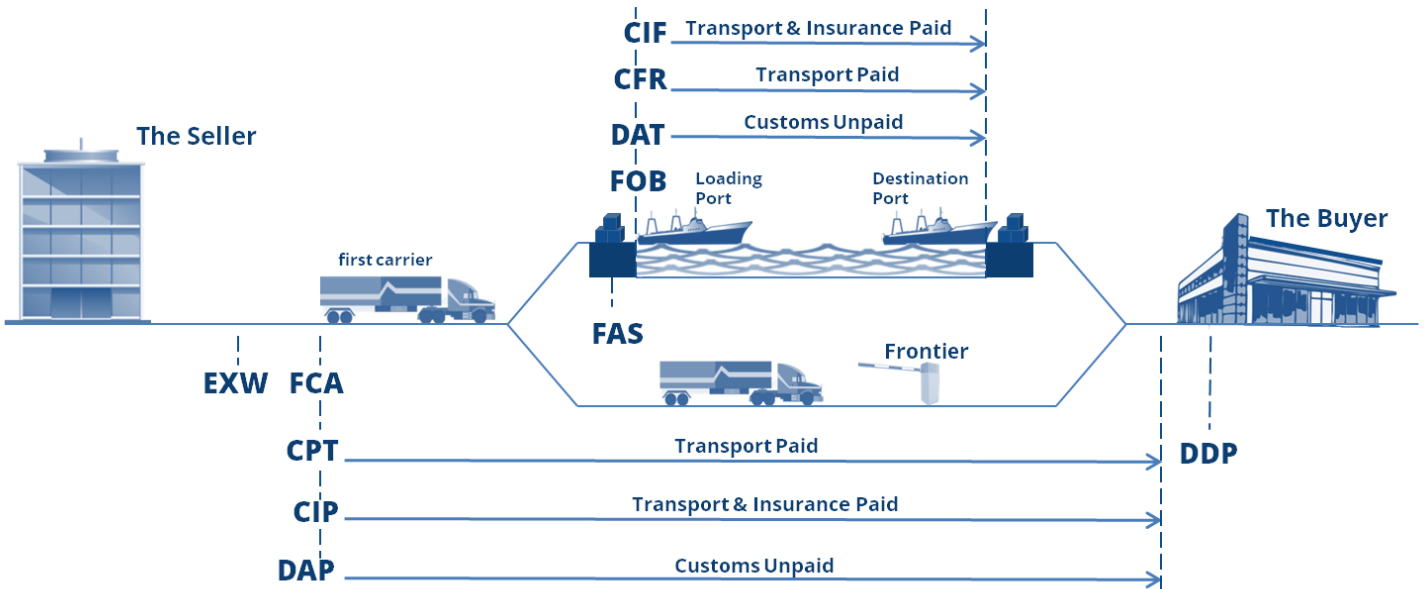 CIF Transport & Insurance Paid
CFR Transport Paid
DAT Customs Unpaid
The Seller
FOB
Loading
Port
Destination
Port
The Buyer
first carrier
FAS
Frontier
EXW
FCA
CPT Transport Paid
DDP
CIP Transport & Insurance Paid
DAP Customs Unpaid